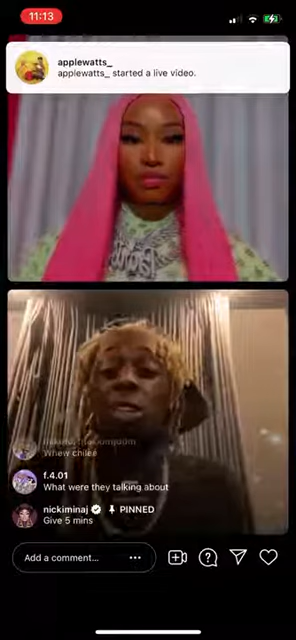 11:13
applewatts_
applewatts_ started a live video.
Whew chileé
f.4.01
What were they talking about
nickiminaj PINNED
Give 5 mins
Add a comment...